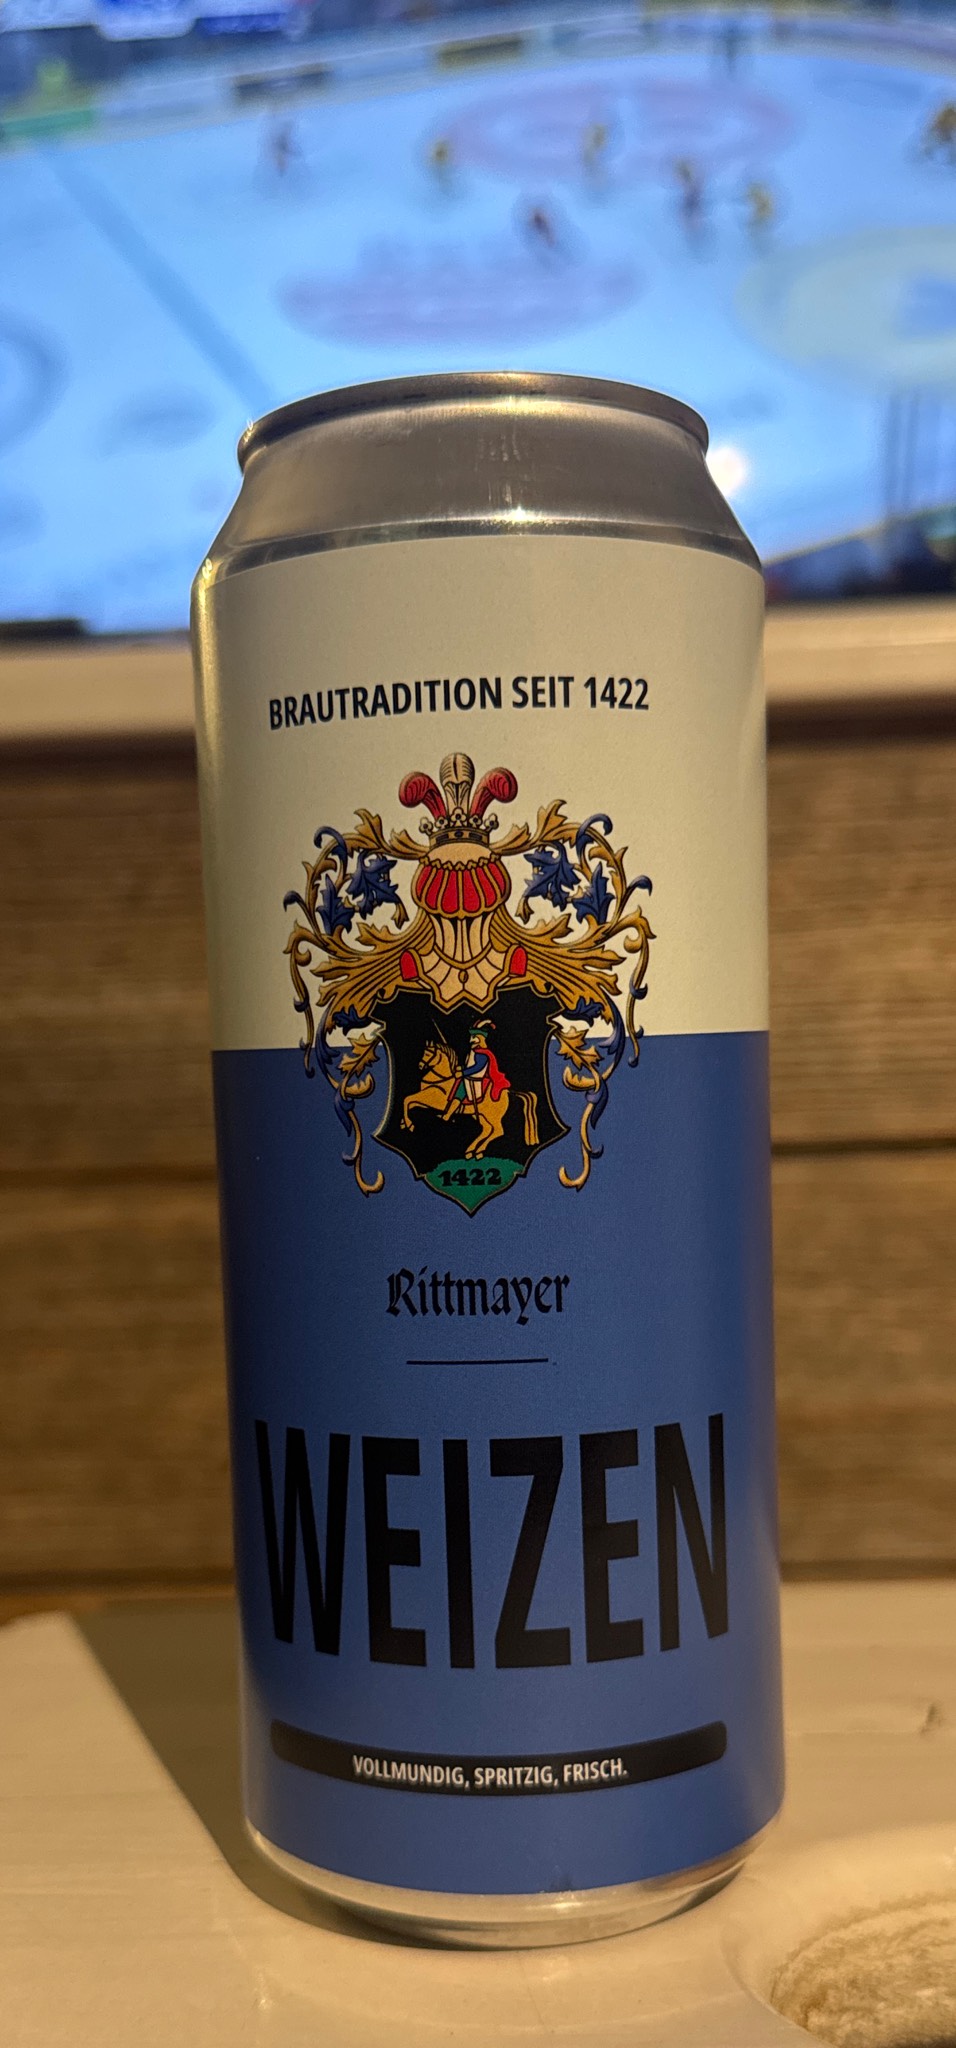 BRAUTRADITION SEIT 1422
1422
Rittmayer
WEIZEN
VOLLMUNDIG, SPRITZIG, FRISCH.